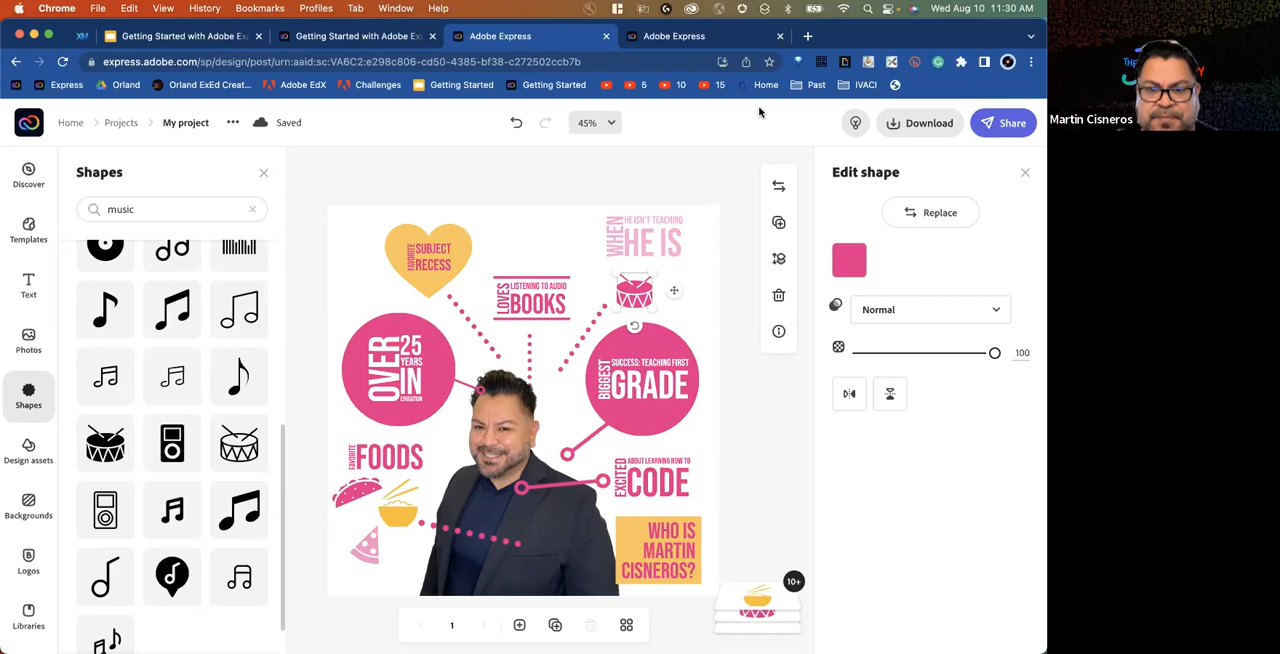 Chrome File Edit View History Bookmarks Profiles Tab Window Help Wed Aug 10 11:30 AM
XM Getting Started with Adobe Ex Getting Started with Adobe Ex Adobe Express Adobe Express
express.adobe.com/sp/design/post/urn:aaid:sc:VA6C2:e298c806-cd50-4385-bf38-c272502ccb7b
Express Orland Orland ExEd Creat... Adobe EdX Challenges Getting Started Getting Started 5 10 15 Home Past IVACI
Home Projects My project ••• Saved 45% Download Share
Discover
Templates
Text
Photos
Shapes
Design assets
Backgrounds
Logos
Libraries
Shapes
music
FAVORITE SUBJECT
RECESS
LOVES LISTENING TO AUDIO
BOOKS
WHEN HE ISN'T TEACHING
HE IS
OVER 25
YEARS
IN
EDUCATION
BIGGEST SUCCESS: TEACHING FIRST
GRADE
FAVORITE FOODS
EXCITED ABOUT LEARNING HOW TO
CODE
WHO IS
MARTIN
CISNEROS?
10+
1
Edit shape
Replace
Normal
100
Martin Cisneros